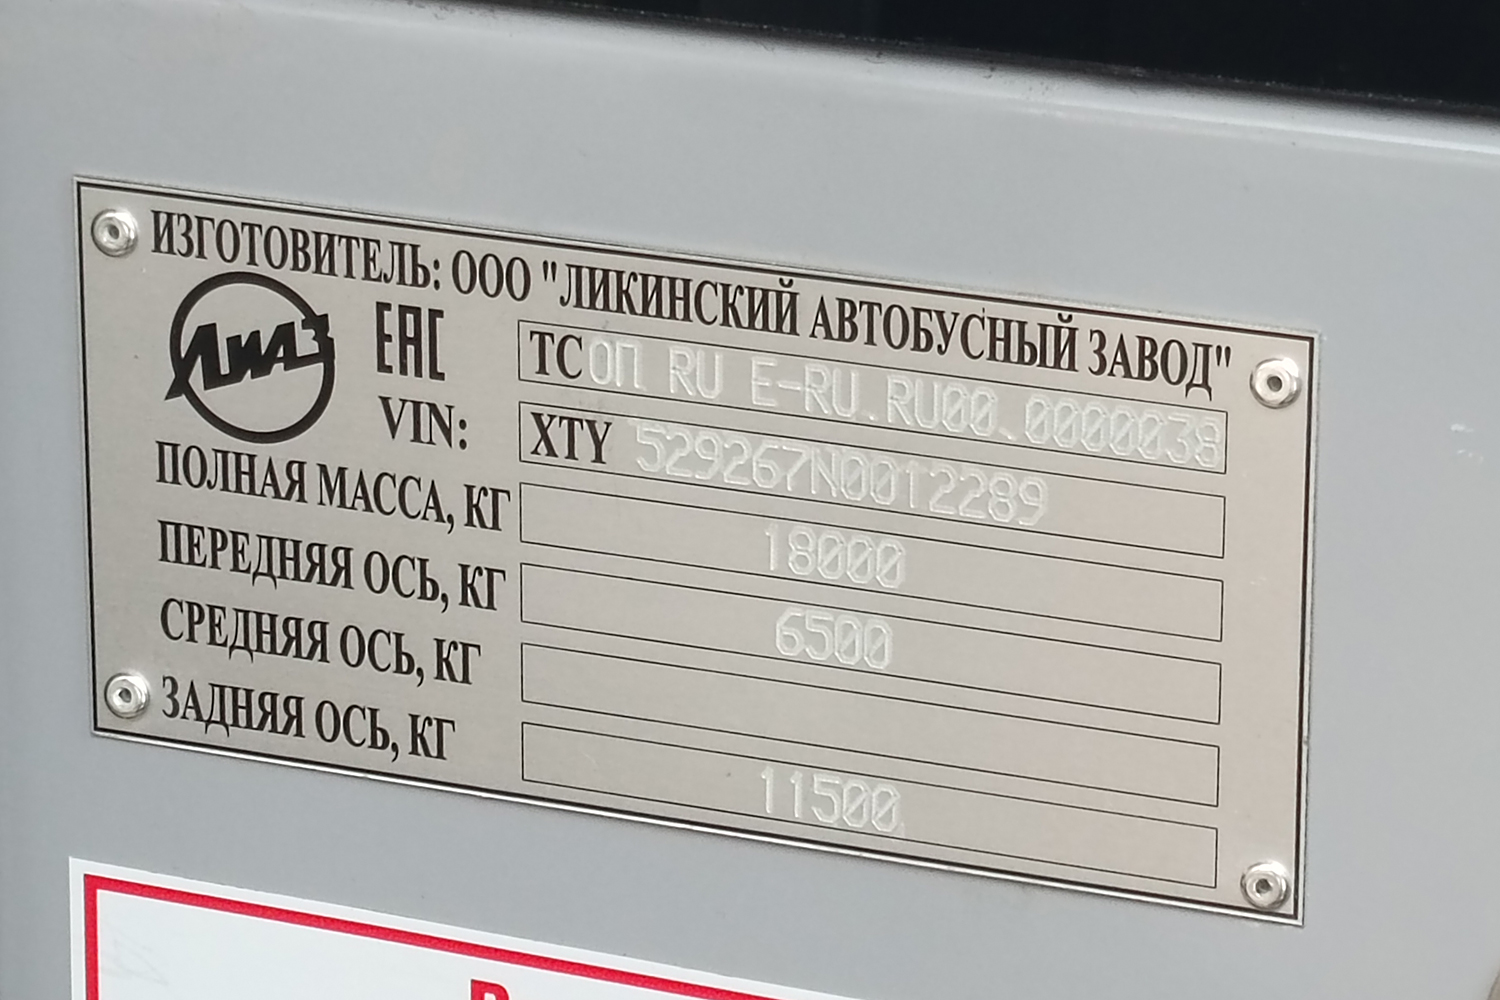 ИЗГОТОВИТЕЛЬ: ООО "ЛИКИНСКИЙ АВТОБУСНЫЙ ЗАВОД"
ЛиАЗ EAC ТС ОП RU E-RU.RU00.0000038
VIN: XTY 529267N0012289
ПОЛНАЯ МАССА, КГ 18000
ПЕРЕДНЯЯ ОСЬ, КГ 6500
СРЕДНЯЯ ОСЬ, КГ
ЗАДНЯЯ ОСЬ, КГ 11500